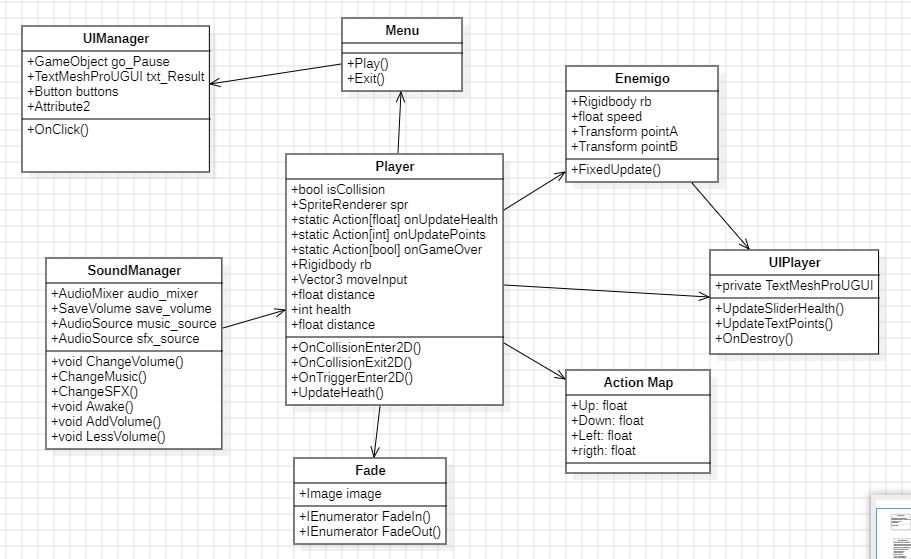 UIManager
+GameObject go_Pause
+TextMeshProUGUI txt_Result
+Button buttons
+Attribute2
+OnClick()
Menu
+Play()
+Exit()
Enemigo
+Rigidbody rb
+float speed
+Transform pointA
+Transform pointB
+FixedUpdate()
Player
+bool isCollision
+SpriteRenderer spr
+static Action[float] onUpdateHealth
+static Action[int] onUpdatePoints
+static Action[bool] onGameOver
+Rigidbody rb
+Vector3 moveInput
+float distance
+int health
+float distance
+OnCollisionEnter2D()
+OnCollisionExit2D()
+OnTriggerEnter2D()
+UpdateHeath()
SoundManager
+AudioMixer audio_mixer
+SaveVolume save_volume
+AudioSource music_source
+AudioSource sfx_source
+void ChangeVolume()
+ChangeMusic()
+ChangeSFX()
+void Awake()
+void AddVolume()
+void LessVolume()
UIPlayer
+private TextMeshProUGUI
+UpdateSliderHealth()
+UpdateTextPoints()
+OnDestroy()
Action Map
+Up: float
+Down: float
+Left: float
+rigth: float
Fade
+Image image
+IEnumerator FadeIn()
+IEnumerator FadeOut()